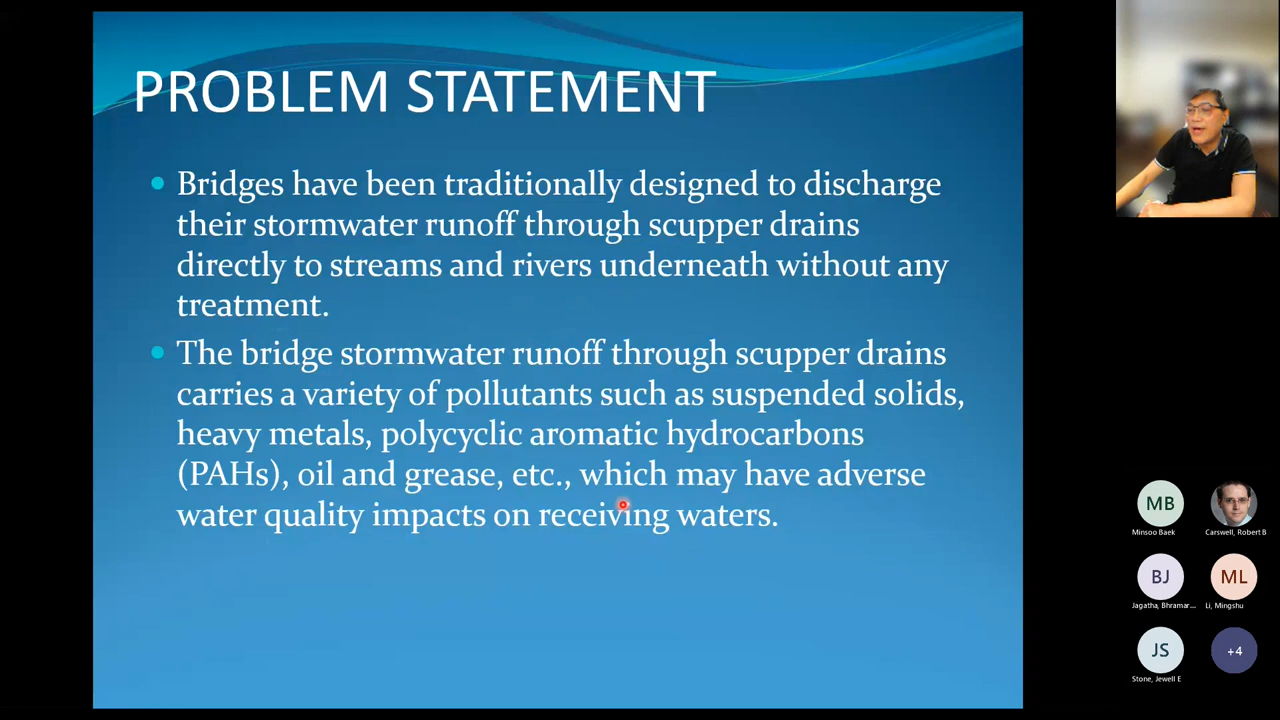 PROBLEM STATEMENT
Bridges have been traditionally designed to discharge
their stormwater runoff through scupper drains
directly to streams and rivers underneath without any
treatment.
The bridge stormwater runoff through scupper drains
carries a variety of pollutants such as suspended solids,
heavy metals, polycyclic aromatic hydrocarbons
(PAHs), oil and grease, etc., which may have adverse
water quality impacts on receiving waters.
MB
Minsoo Baek
Carswell, Robert B
BJ
Jagatha, Bhramar...
ML
Li, Mingshu
JS
Stone, Jewell E
+4